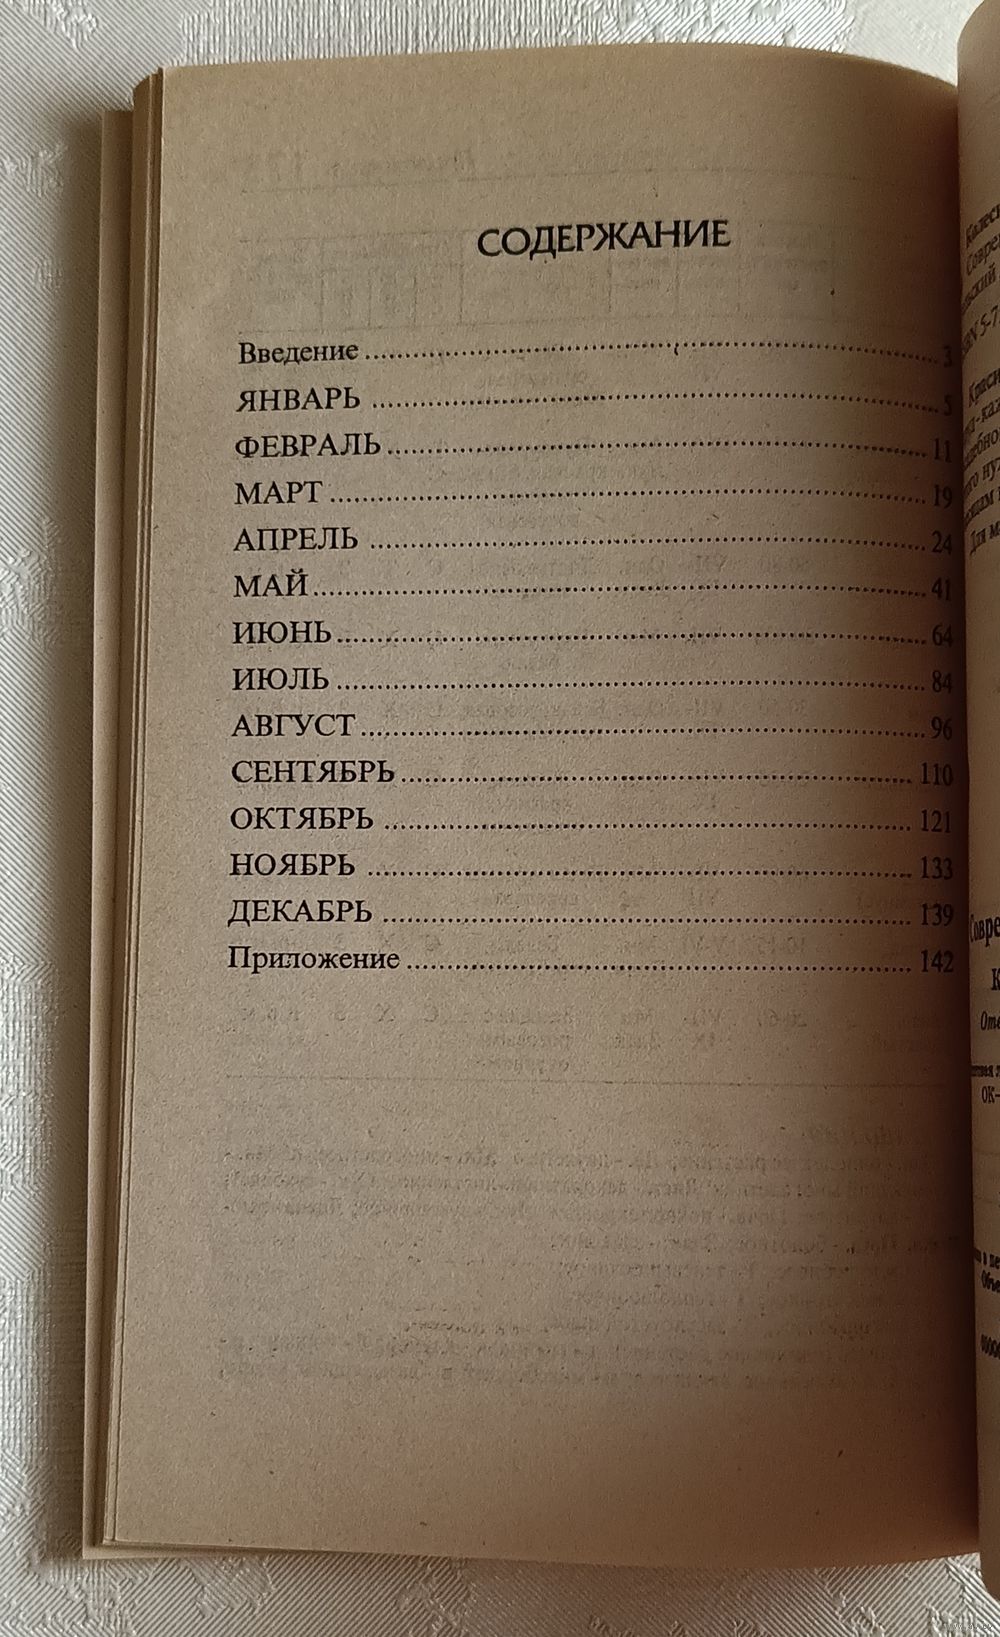 СОДЕРЖАНИЕ
Введение ........ 3
ЯНВАРЬ ........ 5
ФЕВРАЛЬ ........ 11
МАРТ ........ 19
АПРЕЛЬ ........ 24
МАЙ ........ 41
ИЮНЬ ........ 64
ИЮЛЬ ........ 84
АВГУСТ ........ 96
СЕНТЯБРЬ ........ 110
ОКТЯБРЬ ........ 121
НОЯБРЬ ........ 133
ДЕКАБРЬ ........ 139
Приложение ........ 142